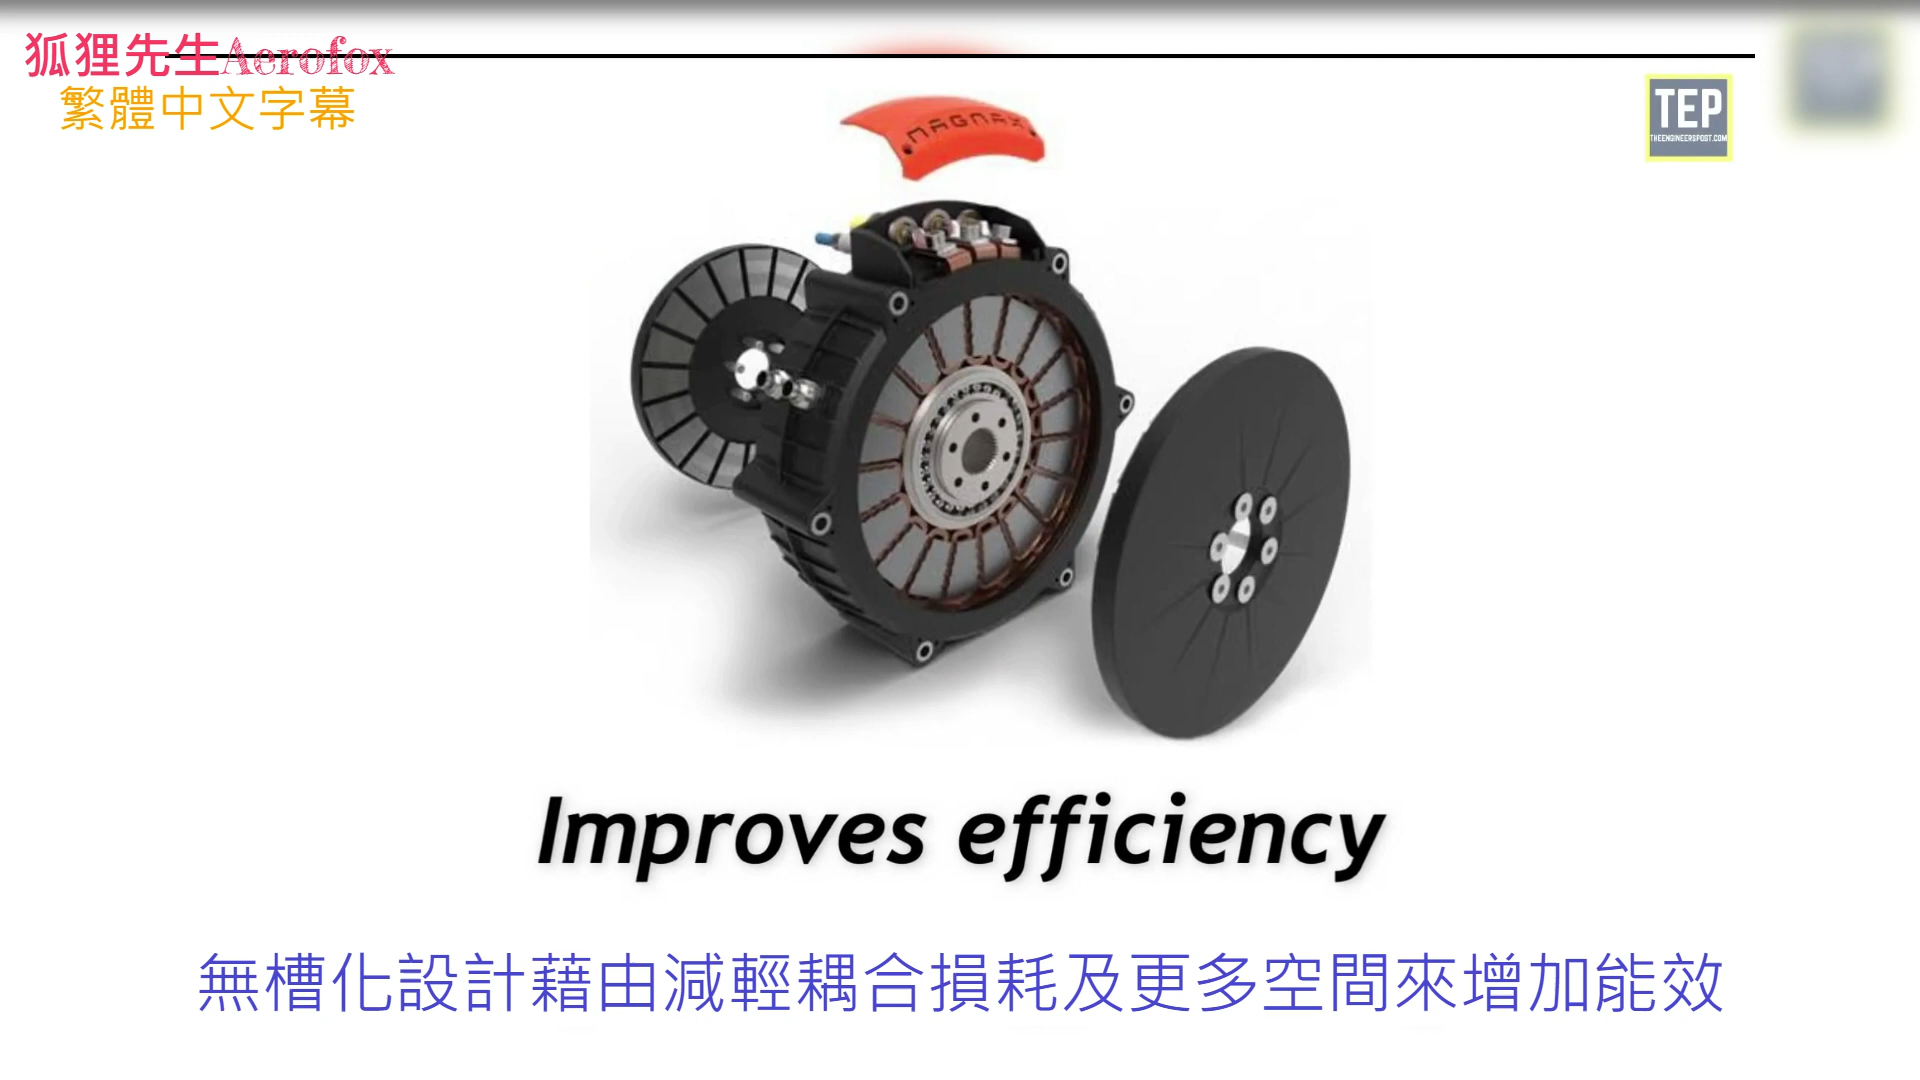 狐狸先生Aerofox
繁體中文字幕
TEP
THEENGINEERSPOST.COM
MAGNAX
Improves efficiency
無槽化設計藉由減輕耦合損耗及更多空間來增加能效